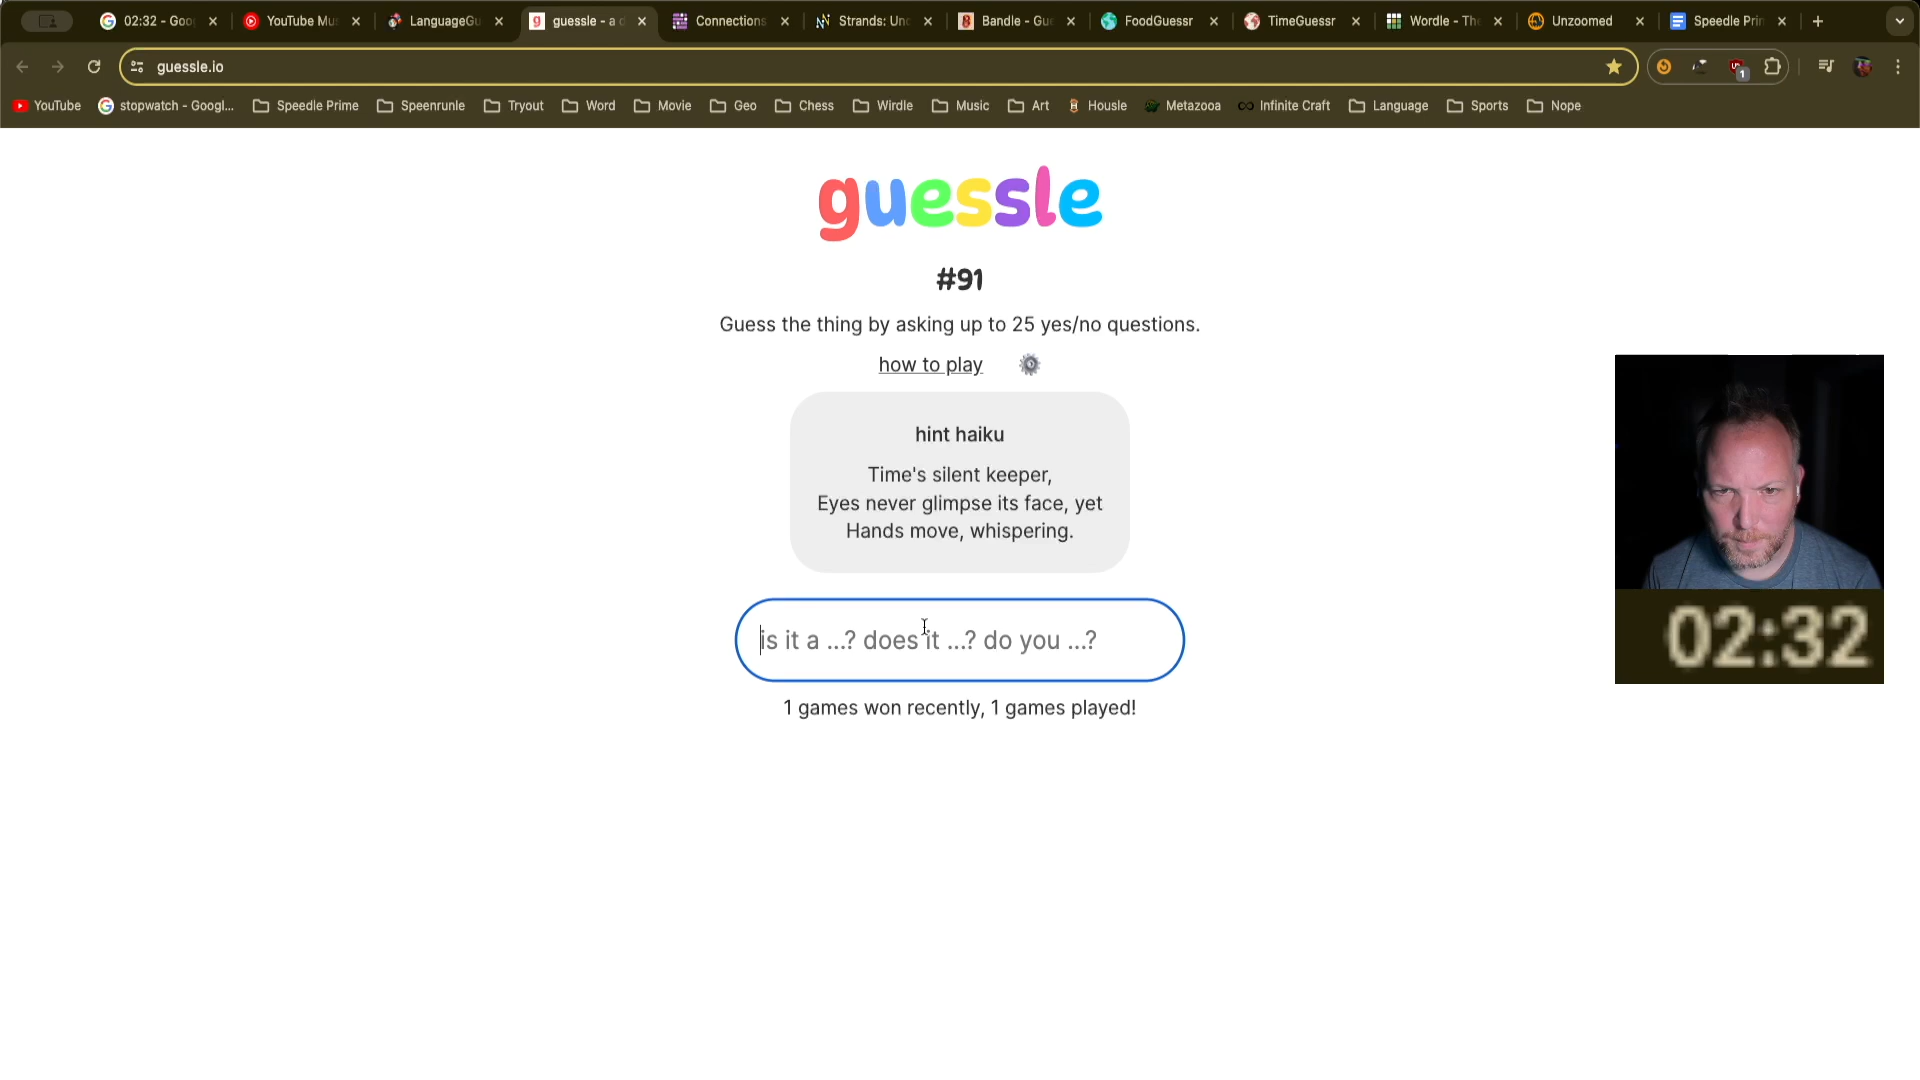 02:32 - Goo
YouTube Mu
LanguageGu
guessle - a d
Connections
Strands: Unc
Bandle - Gue
FoodGuessr
TimeGuessr
Wordle - The
Unzoomed
Speedle Prim
guessle.io
1
YouTube
stopwatch - Googl...
Speedle Prime
Speenrunle
Tryout
Word
Movie
Geo
Chess
Wirdle
Music
Art
Housle
Metazooa
Infinite Craft
Language
Sports
Nope
guessle
#91
Guess the thing by asking up to 25 yes/no questions.
how to play
hint haiku
Time's silent keeper,
Eyes never glimpse its face, yet
Hands move, whispering.
is it a ...? does it ...? do you ...?
1 games won recently, 1 games played!
02:32